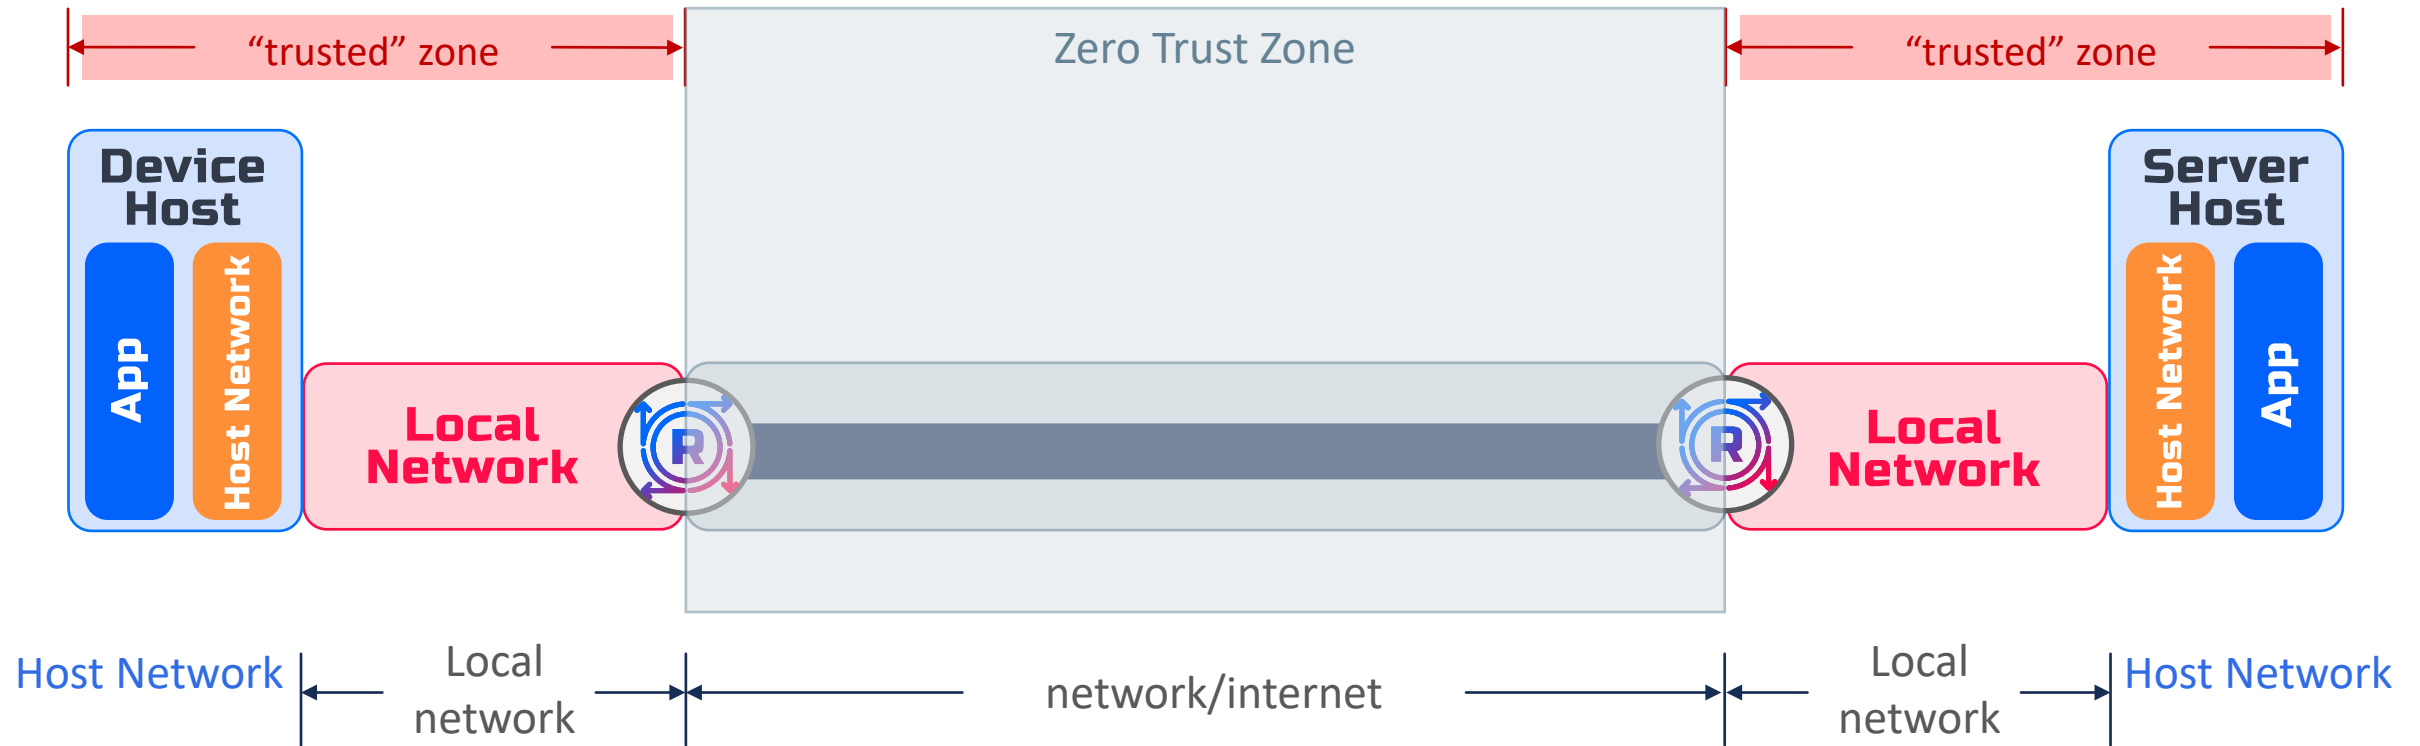 “trusted” zone
Zero Trust Zone
“trusted” zone
Device
Host
App
Host Network
Local
Network
R
R
Local
Network
Server
Host
Host Network
App
Host Network
Local
network
network/internet
Local
network
Host Network